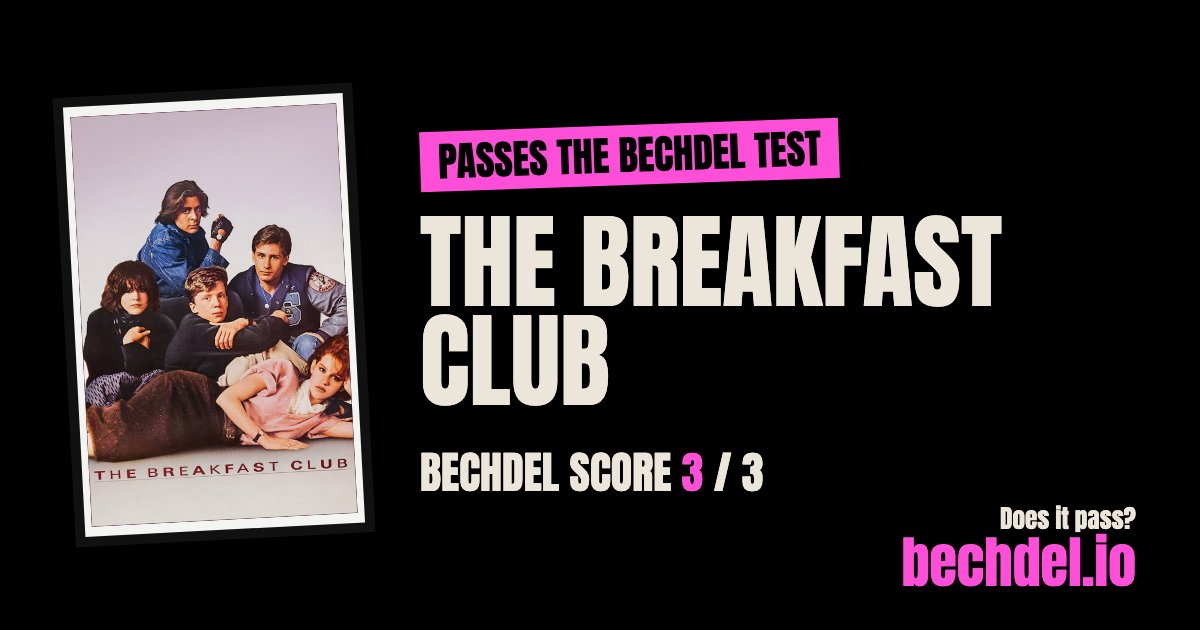 PASSES THE BECHDEL TEST
THE BREAKFAST
CLUB
BECHDEL SCORE 3 / 3
THE BREAKFAST CLUB
Does it pass?
bechdel.io